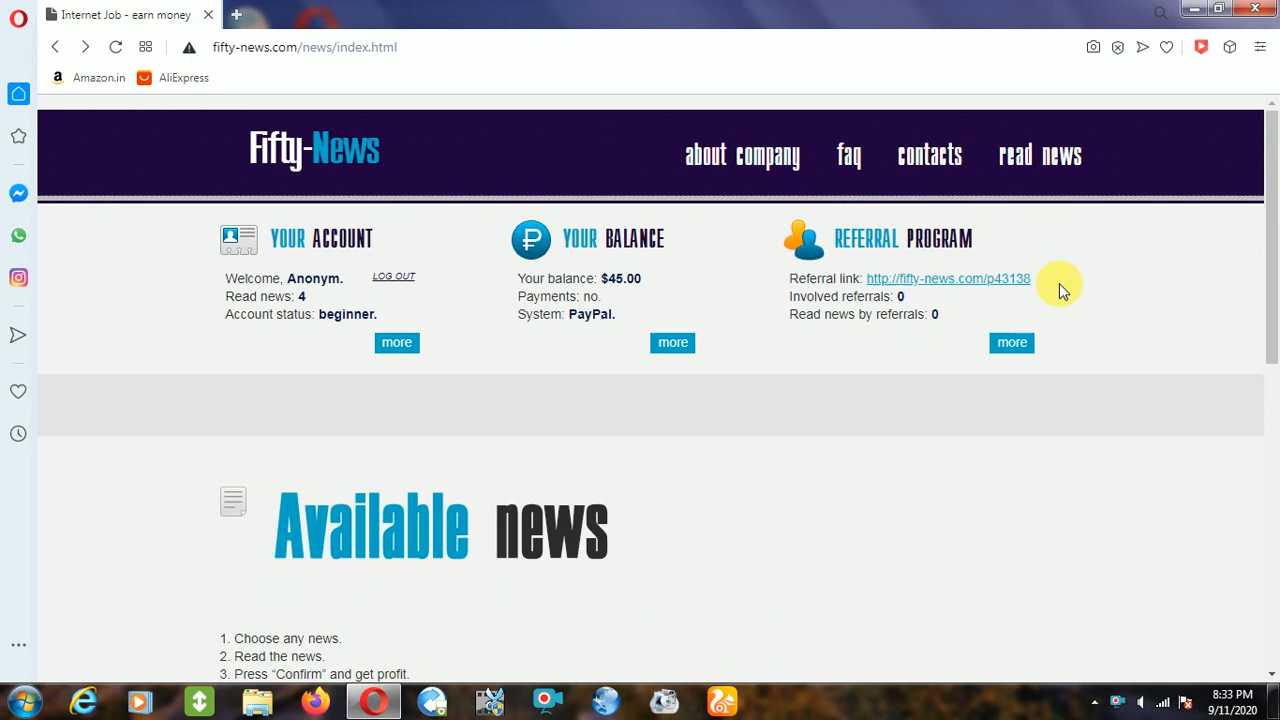 Internet Job - earn money
fifty-news.com/news/index.html
Amazon.in
AliExpress
Fifty-News
about company
faq
contacts
read news
YOUR ACCOUNT
Welcome, Anonym.
LOG OUT
Read news: 4
Account status: beginner.
more
YOUR BALANCE
Your balance: $45.00
Payments: no.
System: PayPal.
more
REFERRAL PROGRAM
Referral link: http://fifty-news.com/p43138
Involved referrals: 0
Read news by referrals: 0
more
Available news
1. Choose any news.
2. Read the news.
3. Press “Confirm” and get profit.
8:33 PM
9/11/2020